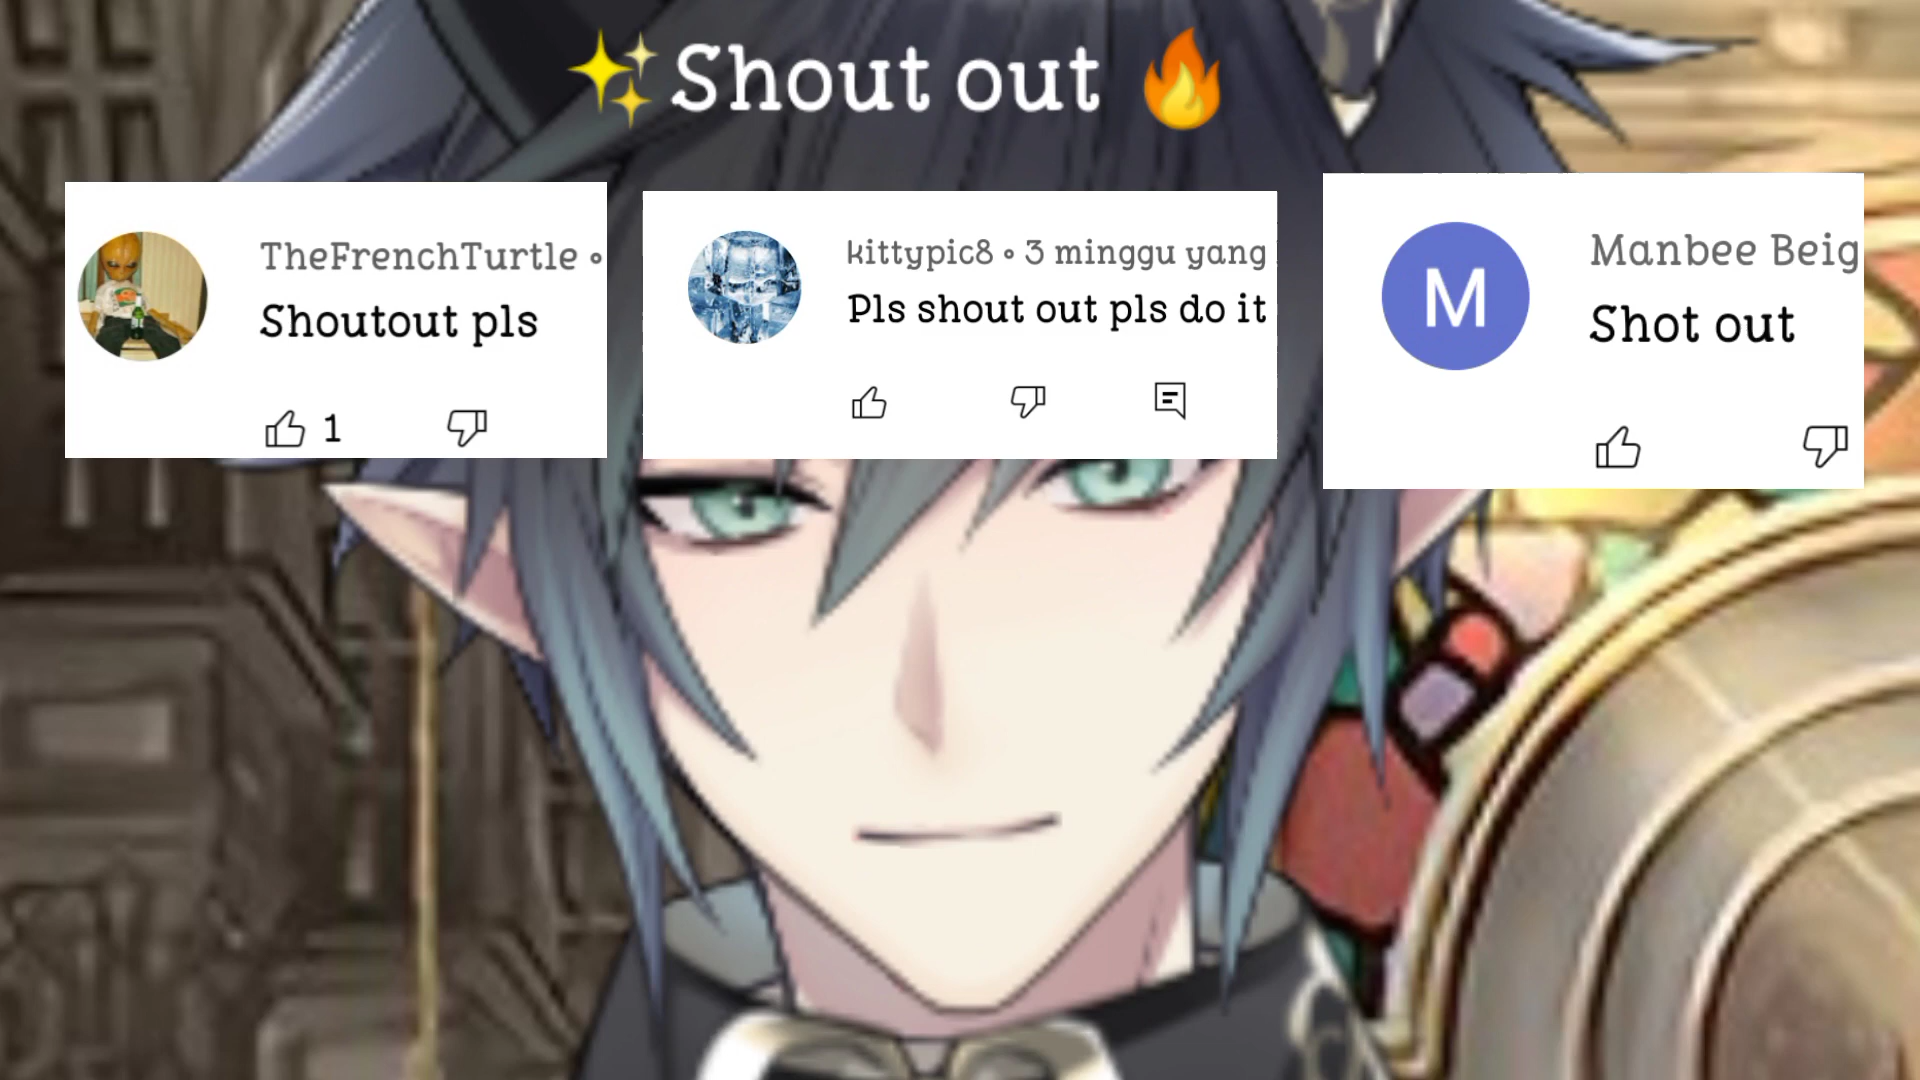 ✨Shout out 🔥
TheFrenchTurtle •
Shoutout pls
1
kittypic8 • 3 minggu yang
Pls shout out pls do it
M
Manbee Beig
Shot out